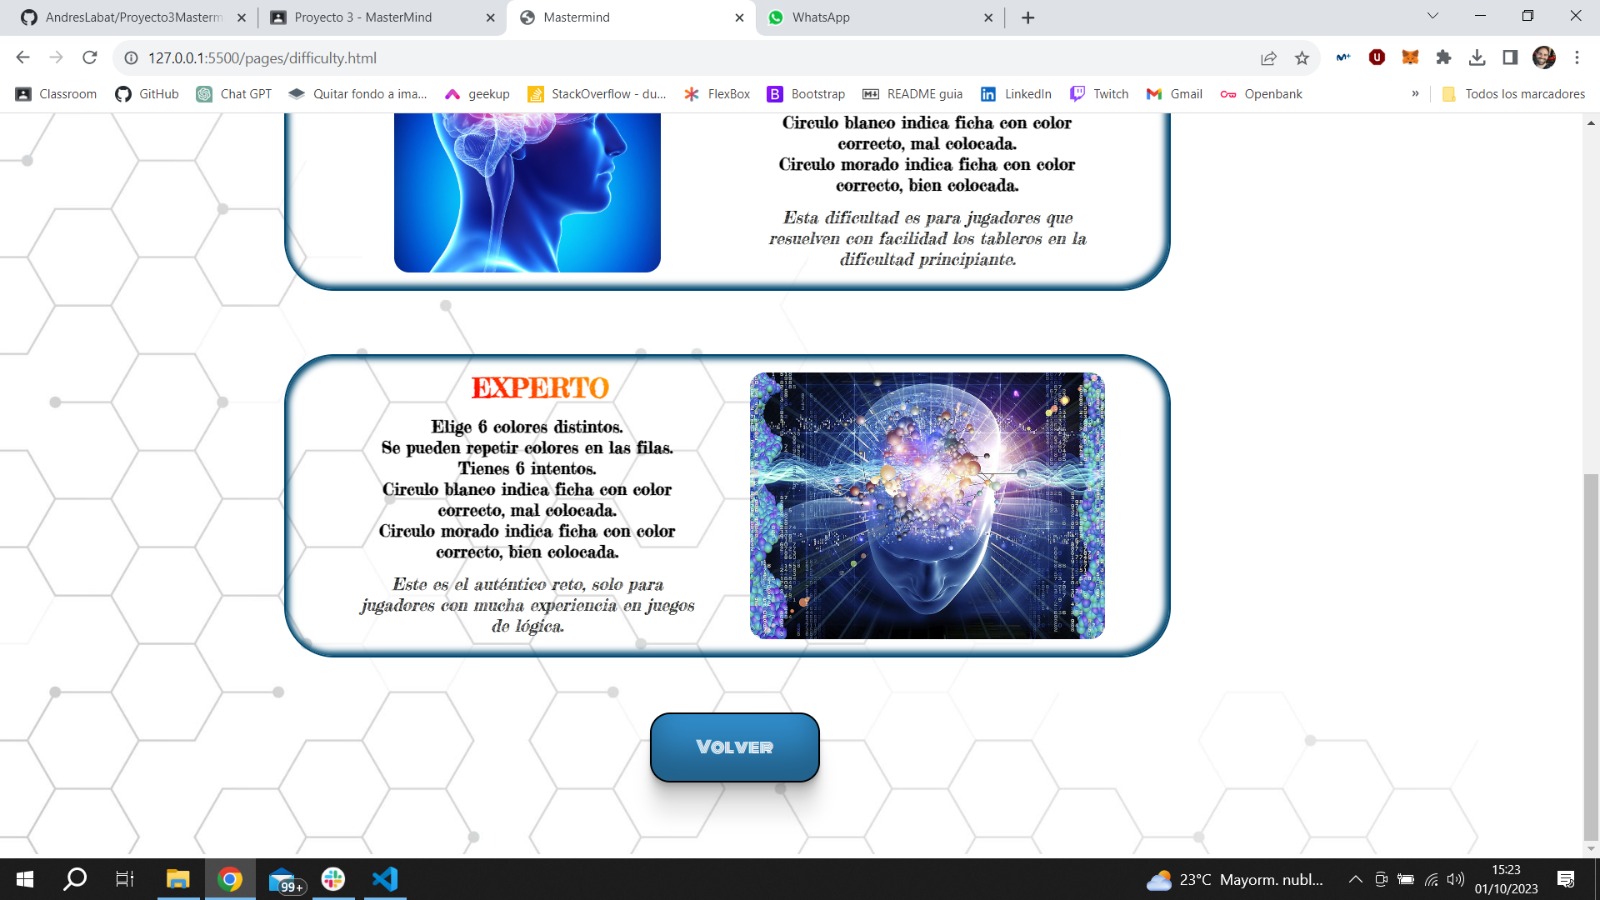 AndresLabat/Proyecto3Masterm
Proyecto 3 - MasterMind
Mastermind
WhatsApp
127.0.0.1:5500/pages/difficulty.html
Classroom
GitHub
Chat GPT
Quitar fondo a ima...
geekup
StackOverflow - du...
FlexBox
Bootstrap
README guia
LinkedIn
Twitch
Gmail
Openbank
»
Todos los marcadores
Circulo blanco indica ficha con color
correcto, mal colocada.
Circulo morado indica ficha con color
correcto, bien colocada.
Esta dificultad es para jugadores que
resuelven con facilidad los tableros en la
dificultad principiante.
EXPERTO
Elige 6 colores distintos.
Se pueden repetir colores en las filas.
Tienes 6 intentos.
Circulo blanco indica ficha con color
correcto, mal colocada.
Circulo morado indica ficha con color
correcto, bien colocada.
Este es el auténtico reto, solo para
jugadores con mucha experiencia en juegos
de lógica.
VOLVER
99+
23°C Mayorm. nubl...
15:23
01/10/2023